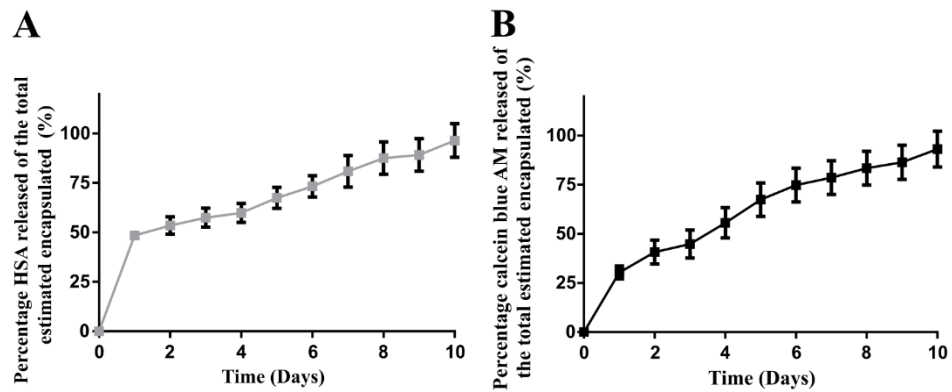 A
Percentage HSA released of the total
estimated encapsulated (%)
100
75
50
25
0
0 2 4 6 8 10
Time (Days)
B
Percentage calcein blue AM released of
the total estimated encapsulated (%)
100
75
50
25
0
0 2 4 6 8 10
Time (Days)